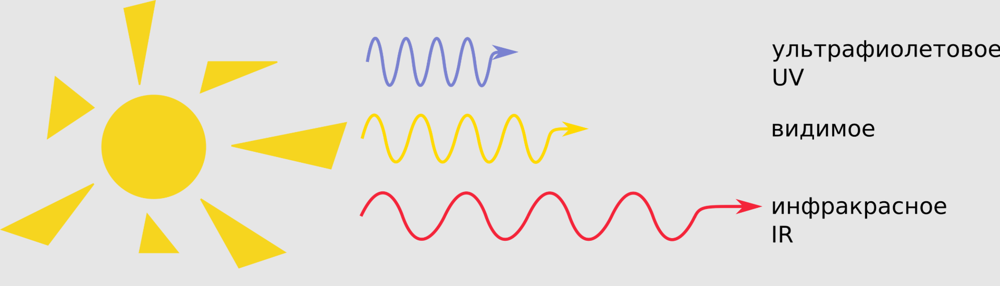 ультрафиолетовое
UV
видимое
инфракрасное
IR